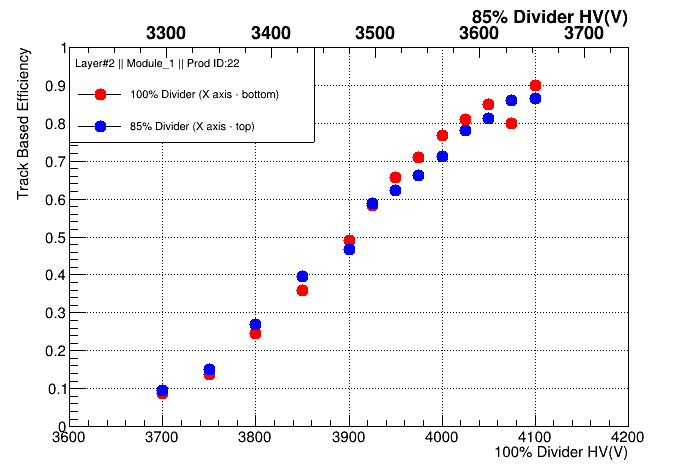 85% Divider HV(V)
3300 3400 3500 3600 3700
Track Based Efficiency
1
0.9
0.8
0.7
0.6
0.5
0.4
0.3
0.2
0.1
0
Layer#2 || Module_1 || Prod ID:22
100% Divider (X axis - bottom)
85% Divider (X axis - top)
3600 3700 3800 3900 4000 4100 4200
100% Divider HV(V)